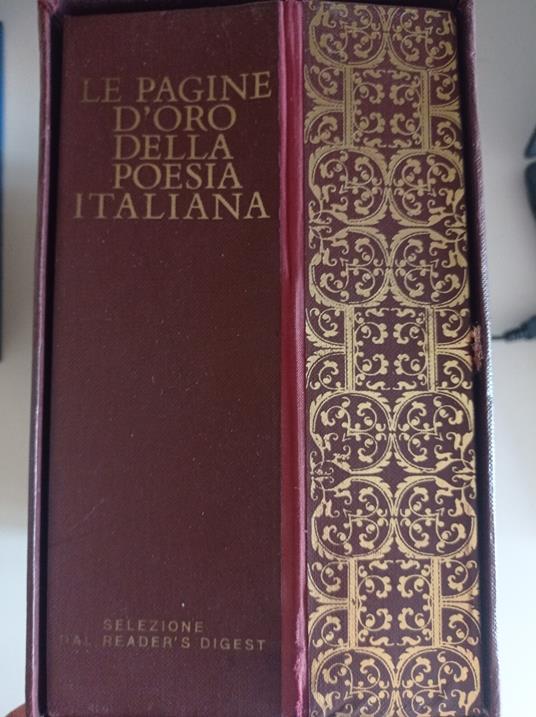 LE PAGINE
D'ORO
DELLA
POESIA
ITALIANA
SELEZIONE
DAL READER'S DIGEST